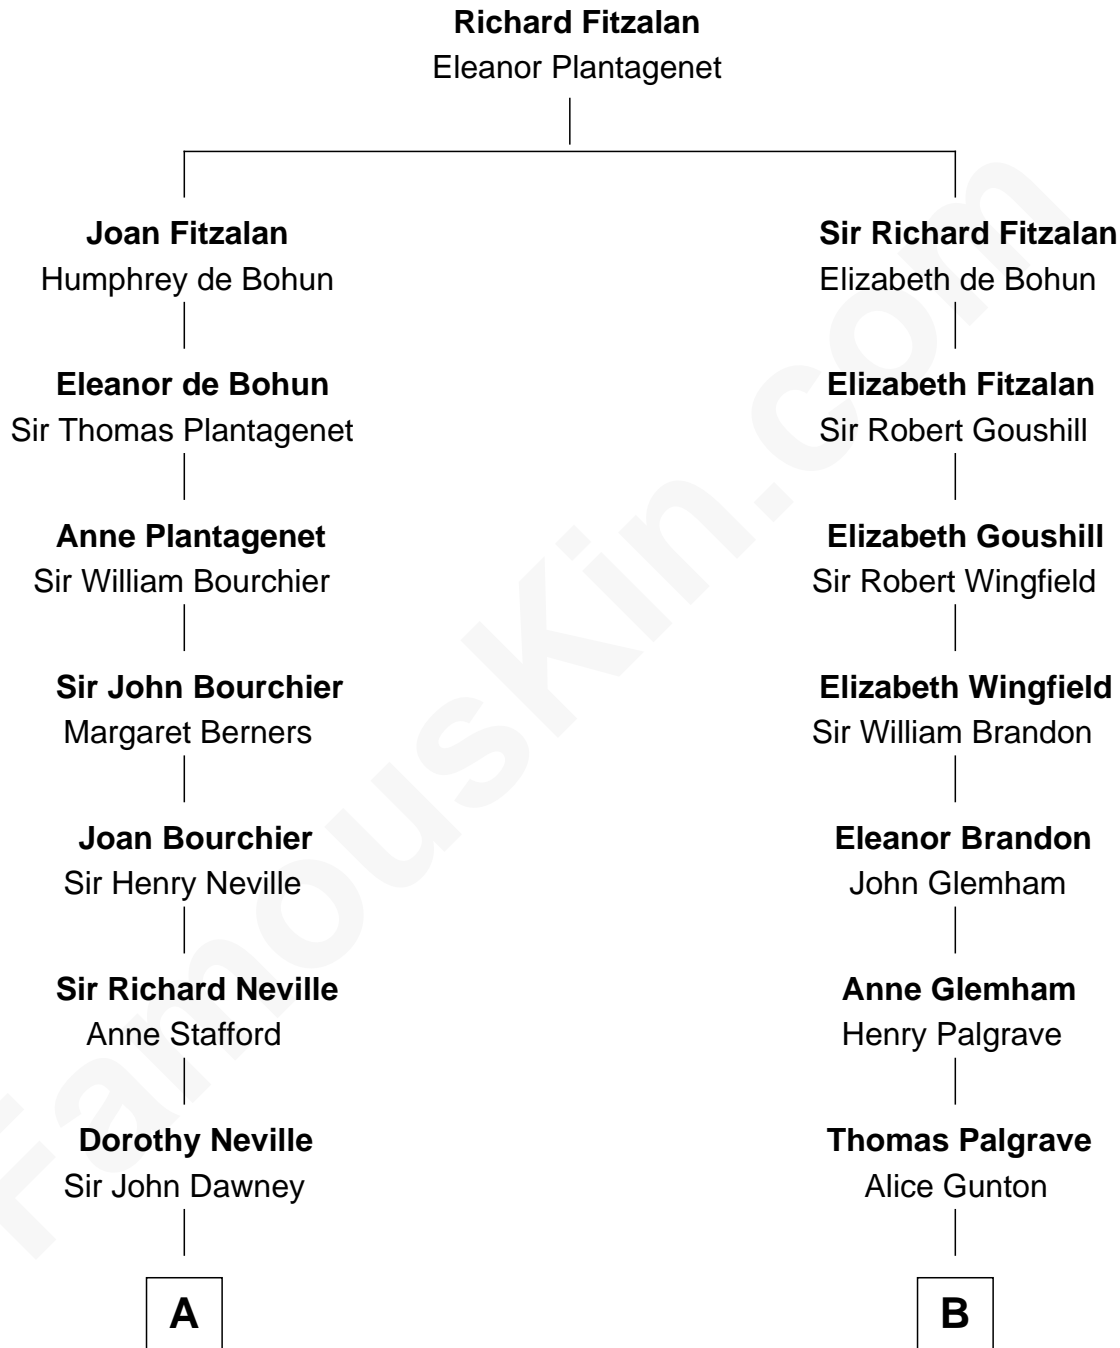 Richard Fitzalan
Eleanor Plantagenet
Joan Fitzalan
Humphrey de Bohun
Sir Richard Fitzalan
Elizabeth de Bohun
Eleanor de Bohun
Sir Thomas Plantagenet
Elizabeth Fitzalan
Sir Robert Goushill
Anne Plantagenet
Sir William Bourchier
Elizabeth Goushill
Sir Robert Wingfield
Sir John Bourchier
Margaret Berners
Elizabeth Wingfield
Sir William Brandon
Joan Bourchier
Sir Henry Neville
Eleanor Brandon
John Glemham
Sir Richard Neville
Anne Stafford
Anne Glemham
Henry Palgrave
Dorothy Neville
Sir John Dawney
Thomas Palgrave
Alice Gunton
A
B
FamousKin.com